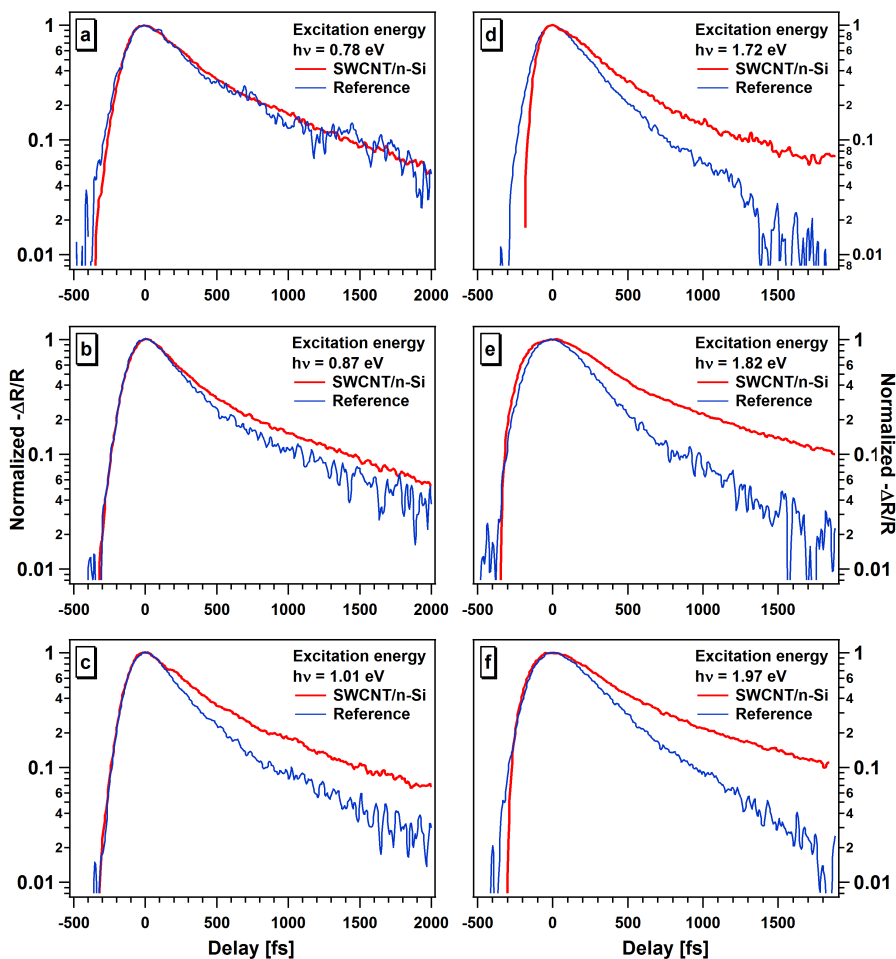 a
Excitation energy
hν = 0.78 eV
SWCNT/n-Si
Reference
1
6
4
2
0.1
6
4
2
0.01
-500 0 500 1000 1500 2000
d
Excitation energy
hν = 1.72 eV
SWCNT/n-Si
Reference
1
8
6
4
2
0.1
8
6
4
2
0.01
8
-500 0 500 1000 1500
b
Excitation energy
hν = 0.87 eV
SWCNT/n-Si
Reference
1
6
4
2
0.1
6
4
2
0.01
-500 0 500 1000 1500 2000
Normalized -ΔR/R
e
Excitation energy
hν = 1.82 eV
SWCNT/n-Si
Reference
1
8
6
4
2
0.1
8
6
4
2
0.01
8
-500 0 500 1000 1500
Normalized -ΔR/R
c
Excitation energy
hν = 1.01 eV
SWCNT/n-Si
Reference
1
6
4
2
0.1
6
4
2
0.01
-500 0 500 1000 1500 2000
Delay [fs]
f
Excitation energy
hν = 1.97 eV
SWCNT/n-Si
Reference
1
8
6
4
2
0.1
8
6
4
2
0.01
8
-500 0 500 1000 1500
Delay [fs]